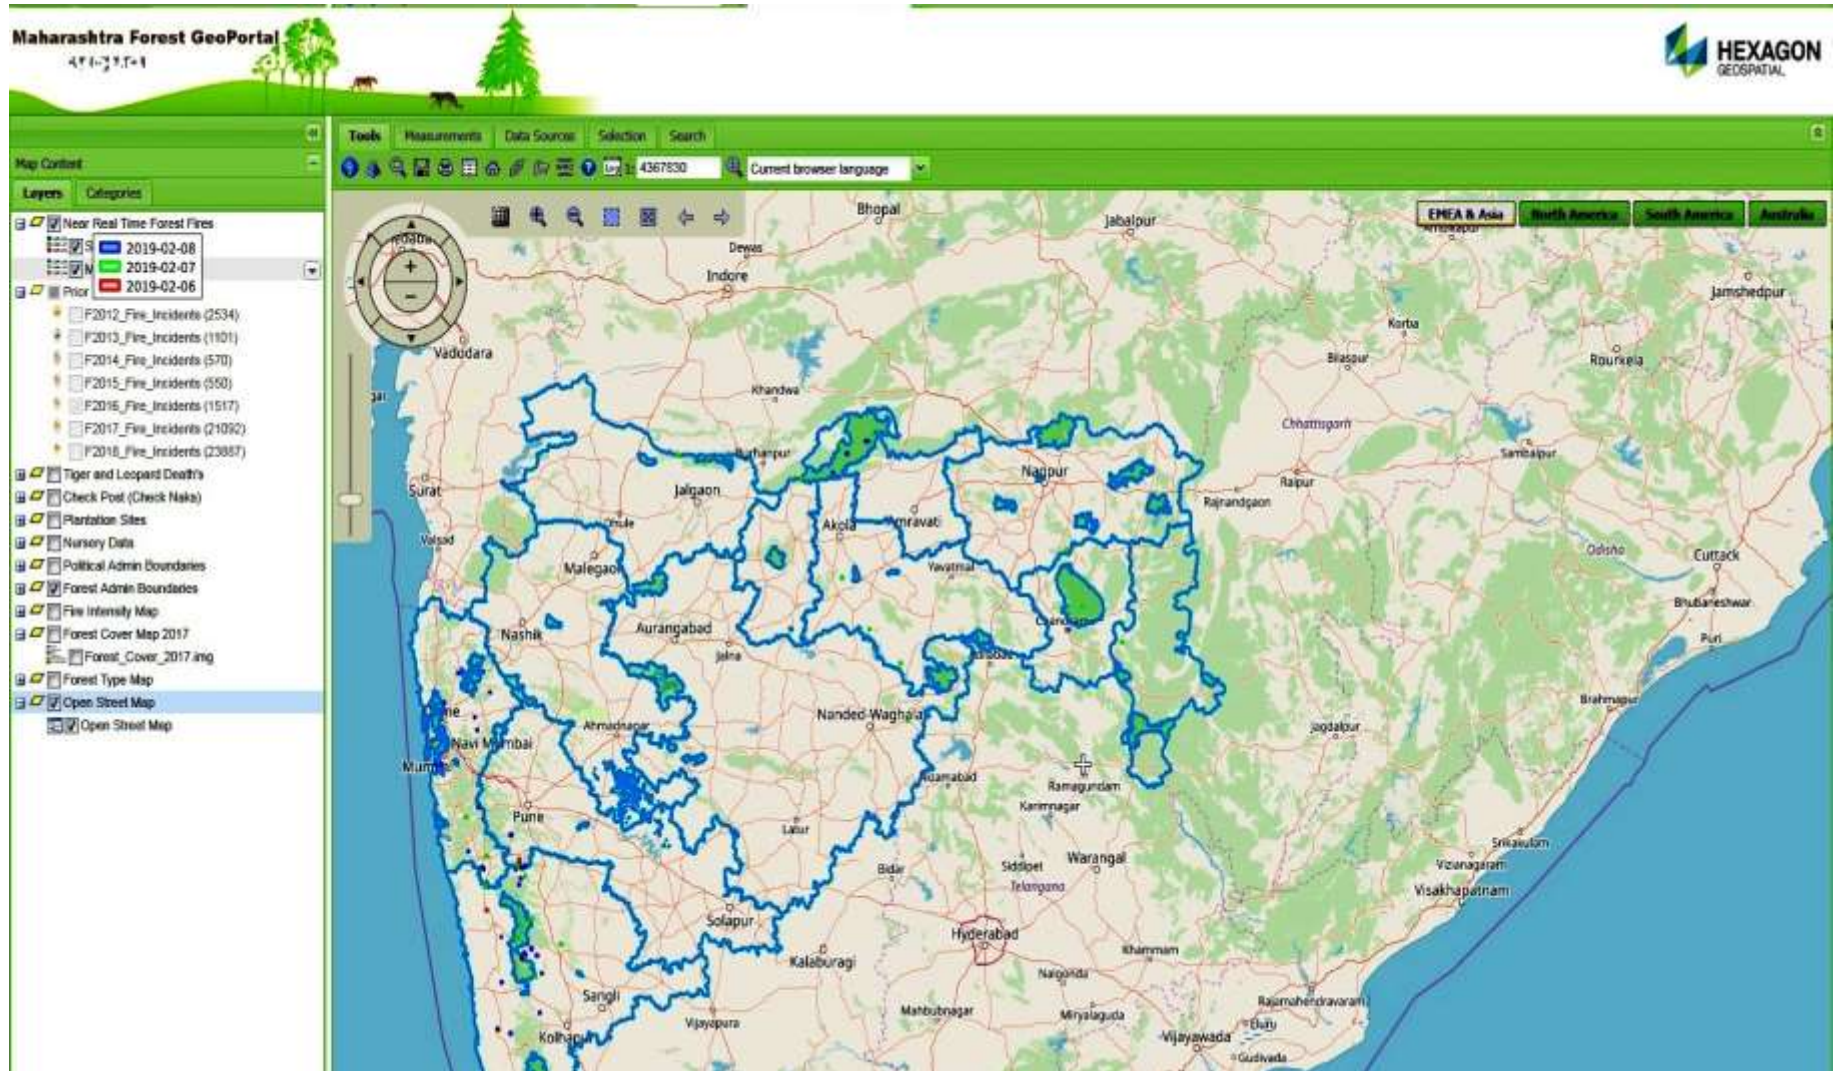 Maharashtra Forest GeoPortal
HEXAGON
GEOSPATIAL
Tools
Measurements
Data Sources
Selection
Search
Map Content
4367830
Current browser language
Layers
Categories
EMEA & Asia
North America
South America
Australia
Near Real Time Forest Fires
S
M
2019-02-08
2019-02-07
2019-02-06
Prior
F2012_Fire_Incidents (2534)
F2013_Fire_Incidents (1101)
F2014_Fire_Incidents (570)
F2015_Fire_Incidents (550)
F2016_Fire_Incidents (1517)
F2017_Fire_Incidents (21092)
F2018_Fire_Incidents (23887)
Tiger and Leopard Death's
Check Post (Check Naka)
Plantation Sites
Nursery Data
Political Admin Boundaries
Forest Admin Boundaries
Fire Intensity Map
Forest Cover Map 2017
Forest_Cover_2017.img
Forest Type Map
Open Street Map
Open Street Map
Bhopal
Jabalpur
Dewas
Indore
Jamshedpur
Korba
Vadodara
Bilaspur
Rourkela
Khandwa
Chhattisgarh
Burhanpur
Sambalpur
Nagpur
Surat
Jalgaon
Raipur
Rajnandgaon
Akola
Amravati
Valsad
Odisha
Cuttack
Malegaon
Yavatmal
Bhubaneshwar
Chandrapur
Nashik
Aurangabad
Puri
Jalna
Brahmapur
Nanded-Waghala
Ahmadnagar
Jagdalpur
Navi Mumbai
Mumbai
Ramagundam
Karimnagar
Pune
Latur
Srikakulam
Warangal
Siddipet
Bidar
Vizianagaram
Telangana
Visakhapatnam
Solapur
Hyderabad
Khammam
Kalaburagi
Nalgonda
Sangli
Rajamahendravaram
Mahbubnagar
Miryalaguda
Vijayapura
Eluru
Kolhapur
Vijayawada
Gudivada